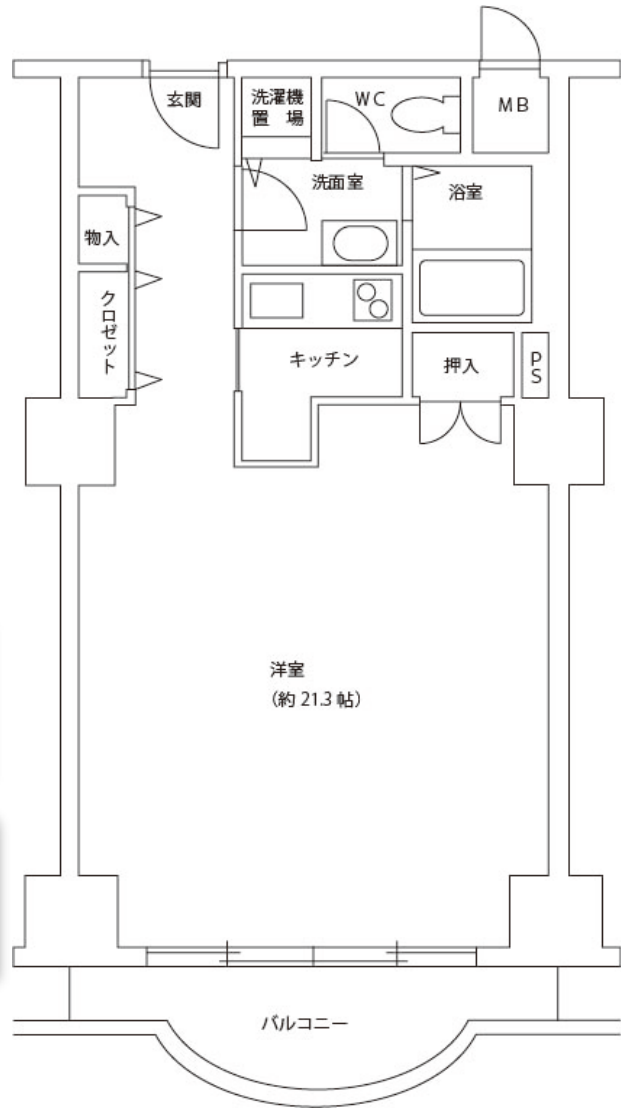 玄関
洗濯機
置　場
WC
MB
洗面室
浴室
物入
クロゼット
キッチン
押入
PS
洋室
（約 21.3 帖）
バルコニー